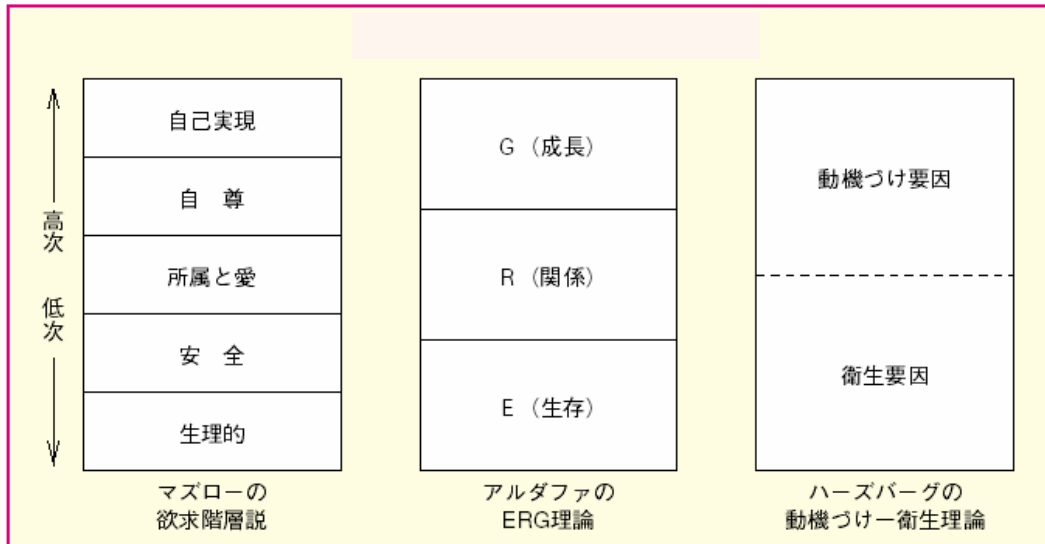 高次
低次
自己実現
自 尊
所属と愛
安 全
生理的
マズローの
欲求階層説
G (成長)
R (関係)
E (生存)
アルダファの
ERG理論
動機づけ要因
衛生要因
ハーズバーグの
動機づけー衛生理論